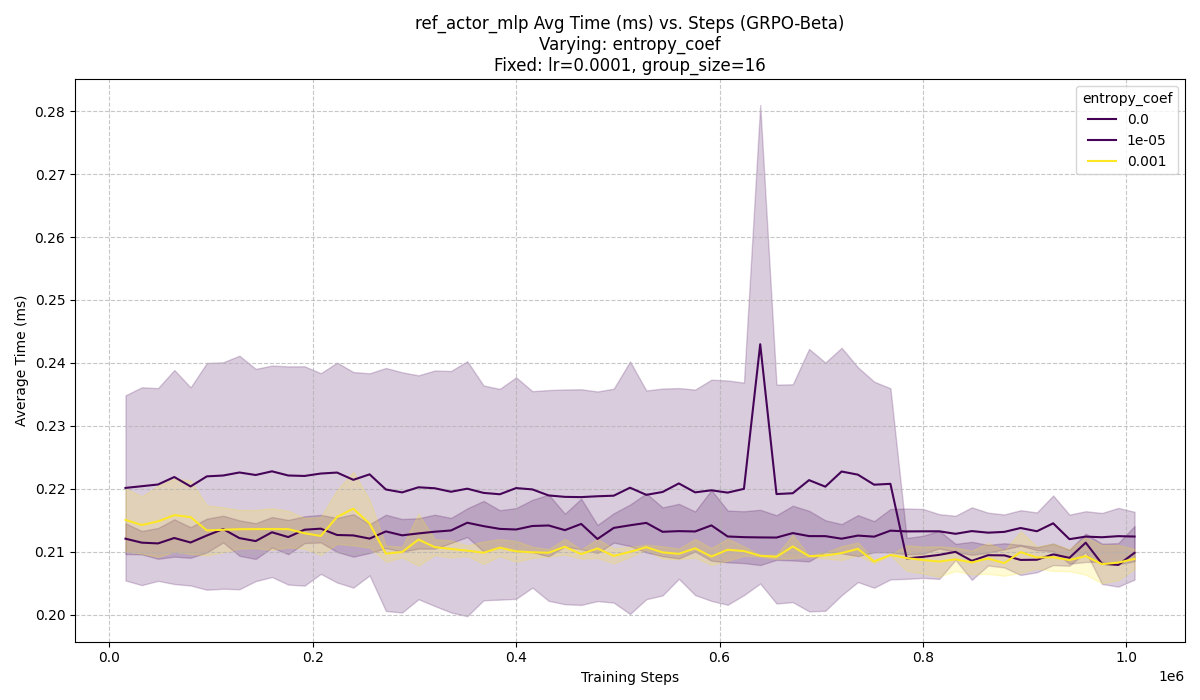 ref_actor_mlp Avg Time (ms) vs. Steps (GRPO-Beta)
Varying: entropy_coef
Fixed: lr=0.0001, group_size=16
entropy_coef
0.0
1e-05
0.001
Average Time (ms)
0.28
0.27
0.26
0.25
0.24
0.23
0.22
0.21
0.20
0.0
0.2
0.4
0.6
0.8
1.0
1e6
Training Steps